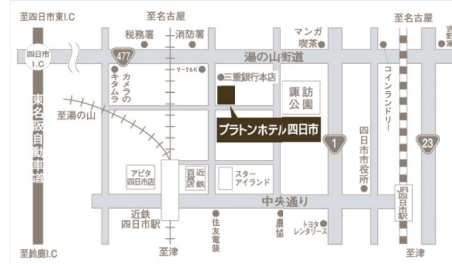 至四日市東I.C
至名古屋
至名古屋
税務署
消防署
マンガ
喫茶
477
湯の山街道
四日市
I.C
カメラの
キタムラ
サークルK
三重銀行本店
諏訪
公園
コインランドリー
東名阪自動車道
至湯の山
プラトンホテル四日市
1
23
四日市市役所
アピタ
四日市店
近鉄
百貨店
スター
アイランド
JR四日市駅
中央通り
近鉄
四日市駅
住友電装
農協
トヨタ
レンタリース
至鈴鹿I.C
至津
至津